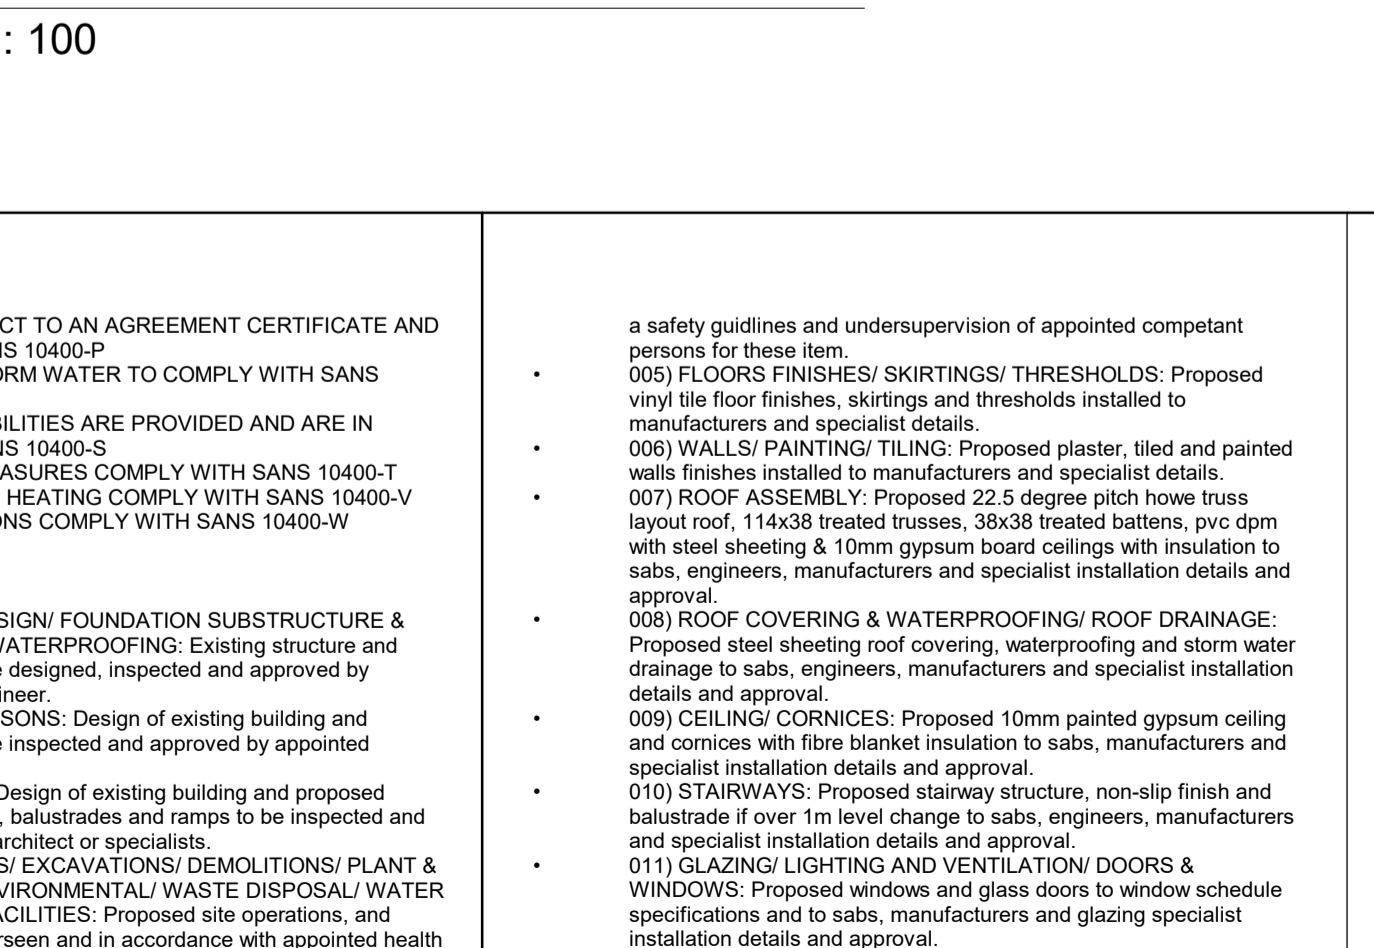 : 100
CT TO AN AGREEMENT CERTIFICATE AND
NS 10400-P
ORM WATER TO COMPLY WITH SANS
BILITIES ARE PROVIDED AND ARE IN
NS 10400-S
ASURES COMPLY WITH SANS 10400-T
HEATING COMPLY WITH SANS 10400-V
ONS COMPLY WITH SANS 10400-W
SIGN/ FOUNDATION SUBSTRUCTURE &
WATERPROOFING: Existing structure and
e designed, inspected and approved by
ineer.
SONS: Design of existing building and
e inspected and approved by appointed
Design of existing building and proposed
, balustrades and ramps to be inspected and
architect or specialists.
S/ EXCAVATIONS/ DEMOLITIONS/ PLANT &
VIRONMENTAL/ WASTE DISPOSAL/ WATER
ACILITIES: Proposed site operations, and
rseen and in accordance with appointed health
a safety guidlines and undersupervision of appointed competant
persons for these item.
• 005) FLOORS FINISHES/ SKIRTINGS/ THRESHOLDS: Proposed
vinyl tile floor finishes, skirtings and thresholds installed to
manufacturers and specialist details.
• 006) WALLS/ PAINTING/ TILING: Proposed plaster, tiled and painted
walls finishes installed to manufacturers and specialist details.
• 007) ROOF ASSEMBLY: Proposed 22.5 degree pitch howe truss
layout roof, 114x38 treated trusses, 38x38 treated battens, pvc dpm
with steel sheeting & 10mm gypsum board ceilings with insulation to
sabs, engineers, manufacturers and specialist installation details and
approval.
• 008) ROOF COVERING & WATERPROOFING/ ROOF DRAINAGE:
Proposed steel sheeting roof covering, waterproofing and storm water
drainage to sabs, engineers, manufacturers and specialist installation
details and approval.
• 009) CEILING/ CORNICES: Proposed 10mm painted gypsum ceiling
and cornices with fibre blanket insulation to sabs, manufacturers and
specialist installation details and approval.
• 010) STAIRWAYS: Proposed stairway structure, non-slip finish and
balustrade if over 1m level change to sabs, engineers, manufacturers
and specialist installation details and approval.
• 011) GLAZING/ LIGHTING AND VENTILATION/ DOORS &
WINDOWS: Proposed windows and glass doors to window schedule
specifications and to sabs, manufacturers and glazing specialist
installation details and approval.